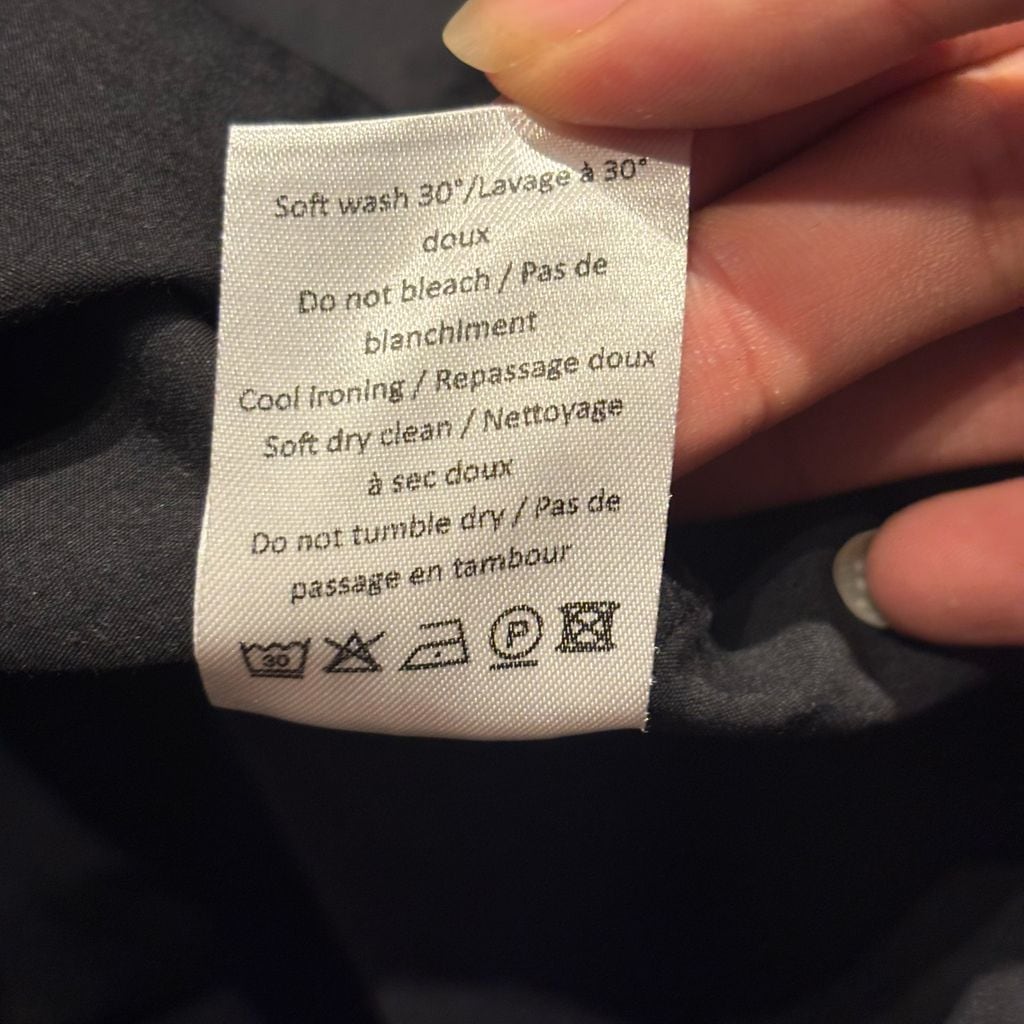 Soft wash 30°/Lavage à 30°
doux
Do not bleach / Pas de
blanchiment
Cool ironing / Repassage doux
Soft dry clean / Nettoyage
à sec doux
Do not tumble dry / Pas de
passage en tambour
30 P